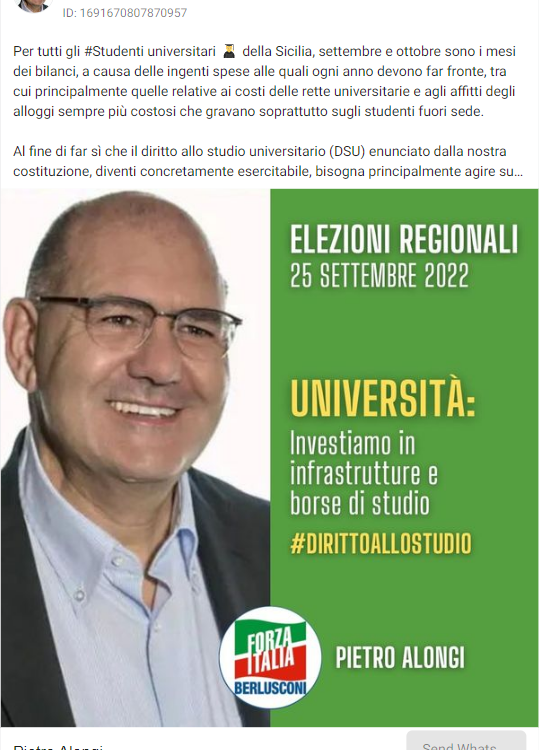 ID: 1691670807870957
Per tutti gli #Studenti universitari 👨‍🎓 della Sicilia, settembre e ottobre sono i mesi
dei bilanci, a causa delle ingenti spese alle quali ogni anno devono far fronte, tra
cui principalmente quelle relative ai costi delle rette universitarie e agli affitti degli
alloggi sempre più costosi che gravano soprattutto sugli studenti fuori sede.
Al fine di far sì che il diritto allo studio universitario (DSU) enunciato dalla nostra
costituzione, diventi concretamente esercitabile, bisogna principalmente agire su...
ELEZIONI REGIONALI
25 SETTEMBRE 2022
UNIVERSITÀ:
Investiamo in
infrastrutture e
borse di studio
#DIRITTOALLOSTUDIO
FORZA
ITALIA
BERLUSCONI
PIETRO ALONGI
Pietro Alongi
Send Whats...